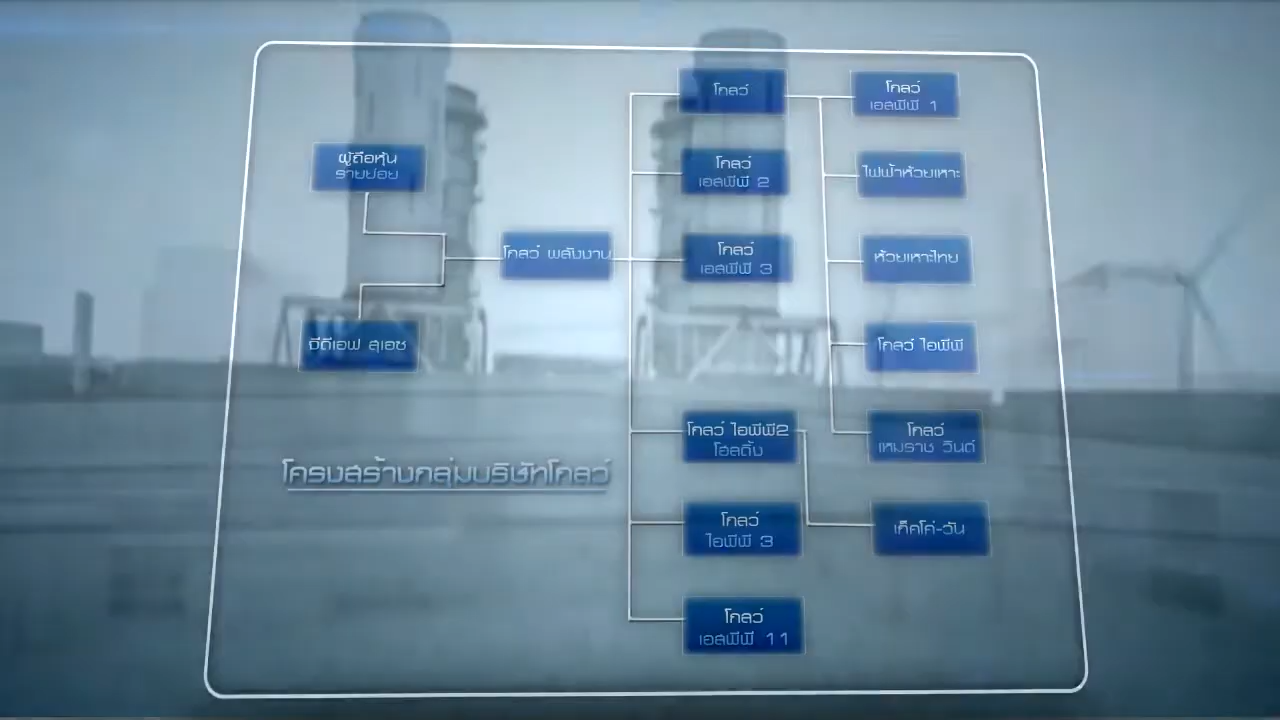 ผู้ถือหุ้น
รายย่อย
จีดีเอฟ สุเอซ
โกลว์ พลังงาน
โกลว์
โกลว์
เอสพีพี 2
โกลว์
เอสพีพี 3
โกลว์ ไอพีพี2
โฮลดิ้ง
โกลว์
ไอพีพี 3
โกลว์
เอสพีพี 11
โกลว์
เอสพีพี 1
ไฟฟ้าห้วยเหาะ
ห้วยเหาะไทย
โกลว์ ไอพีพี
โกลว์
เหมราช วินด์
เก็คโค่-วัน
โครงสร้างกลุ่มบริษัทโกลว์